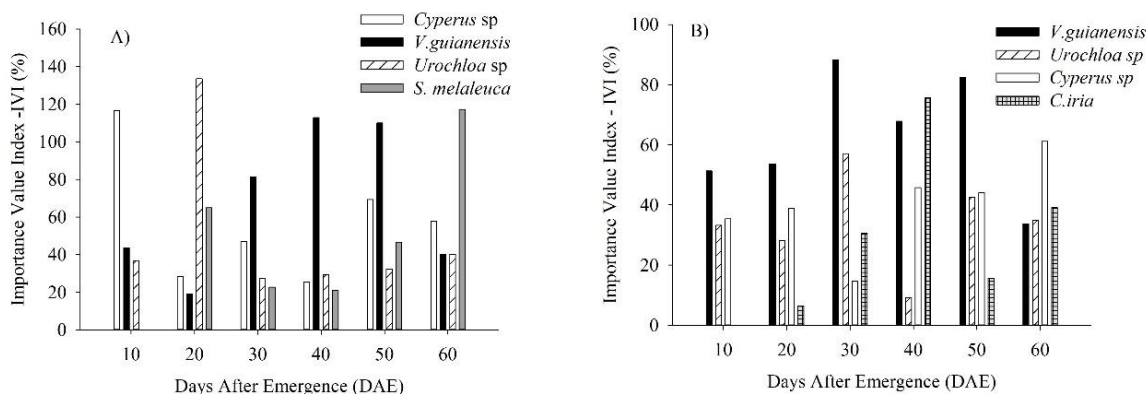 A)
Cyperus sp
V.guianensis
Urochloa sp
S. melaleuca
Importance Value Index -IVI (%)
160
140
120
100
80
60
40
20
0
10 20 30 40 50 60
Days After Emergence (DAE)
B)
V.guianensis
Urochloa sp
Cyperus sp
C.iria
Importance Value Index - IVI (%)
100
80
60
40
20
0
10 20 30 40 50 60
Days After Emergence (DAE)